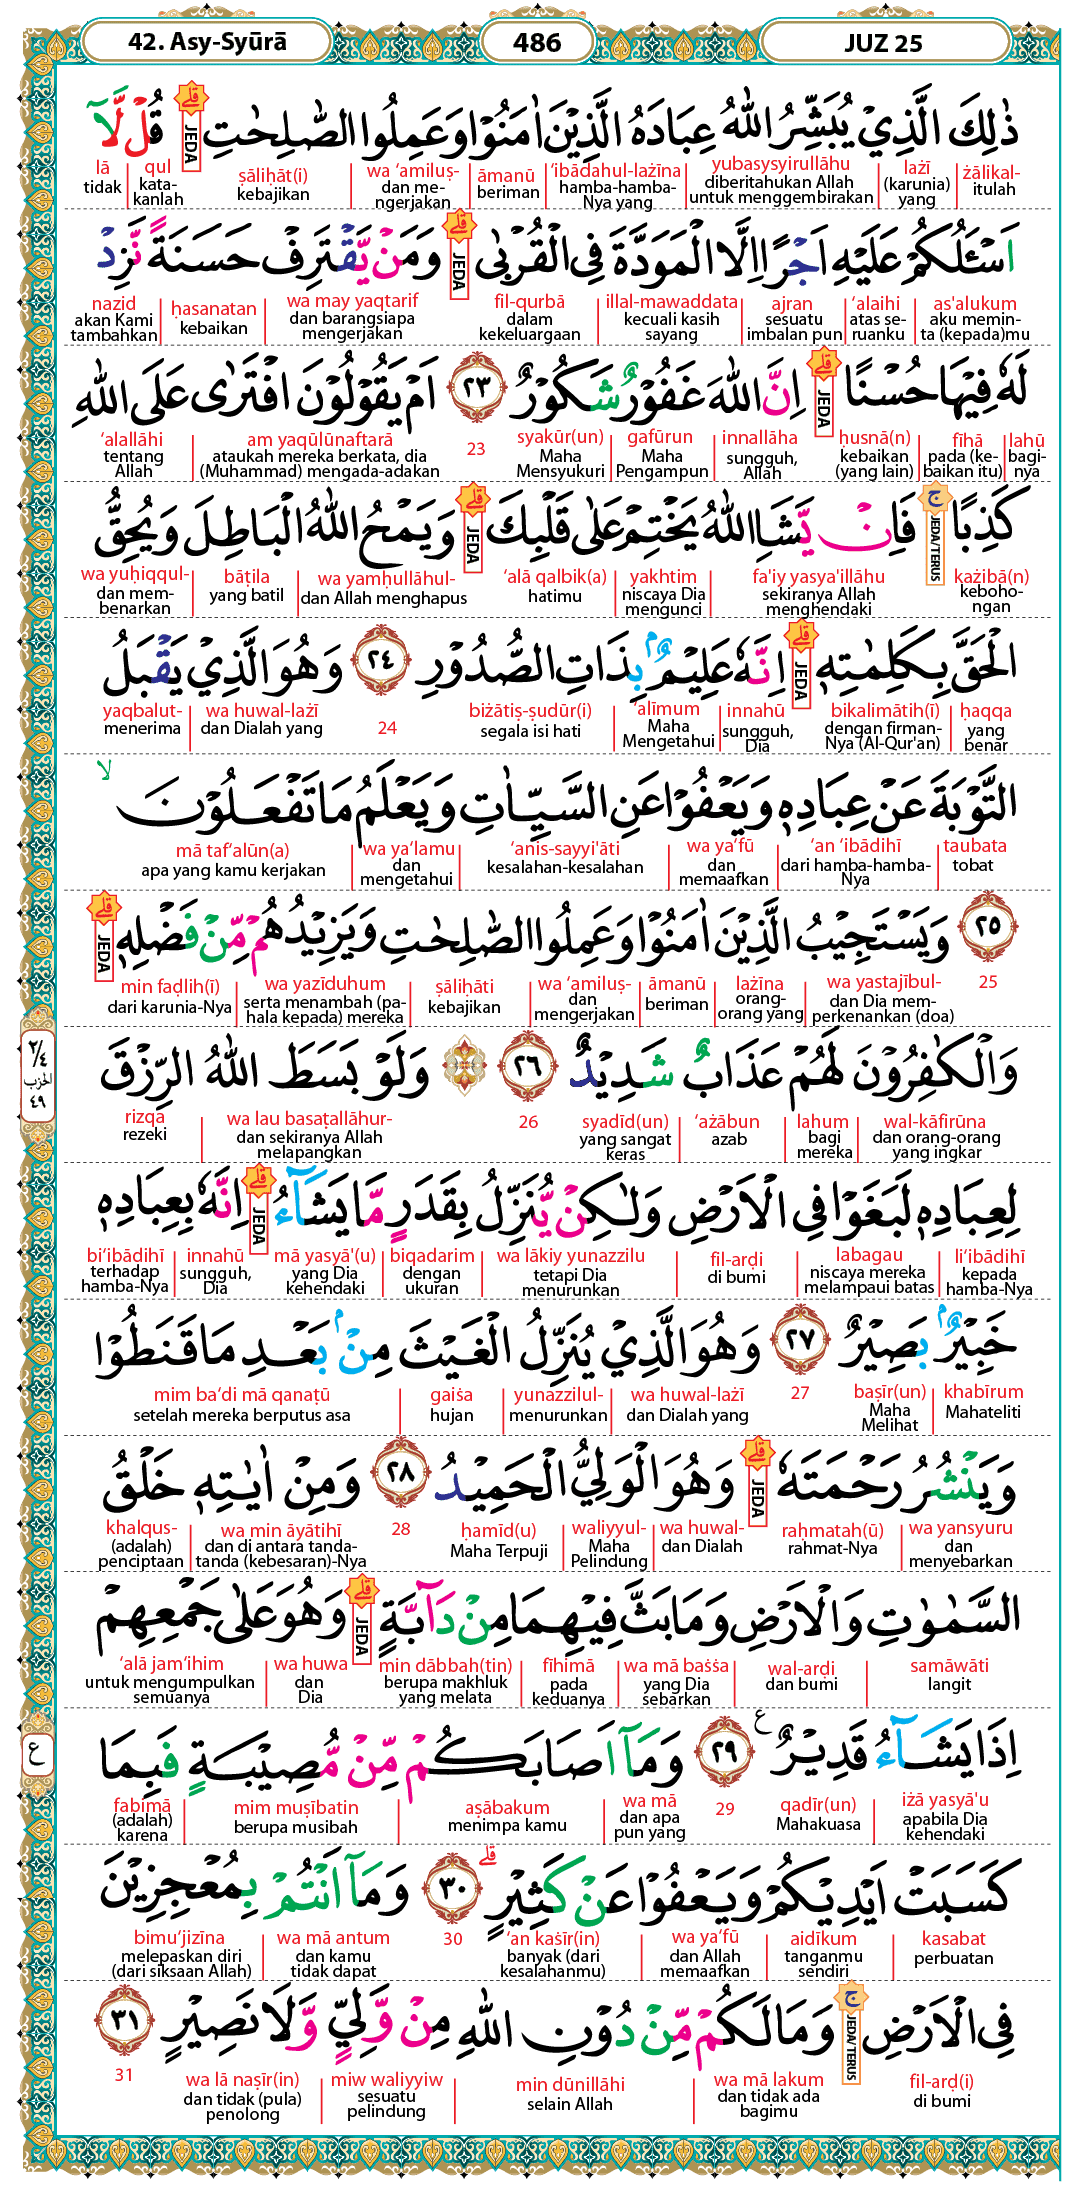 42. Asy-Syūrā 486 JUZ 25
ذٰلِكَ الَّذِيْ يُبَشِّرُ اللّٰهُ عِبَادَهُ الَّذِيْنَ اٰمَنُوْا وَعَمِلُوا الصّٰلِحٰتِۗ قُلْ لَّآ
JEDA
żālikal- lażī yubasysyirullāhu ‘ibādahul-lażīna āmanū wa ‘amiluṣ- ṣāliḥāt(i) qul lā
itulah (karunia) yang diberitahukan Allah untuk menggembirakan hamba-hamba-Nya yang beriman dan mengerjakan kebajikan kata-kanlah tidak
اَسْـَٔلُكُمْ عَلَيْهِ اَجْرًا اِلَّا الْمَوَدَّةَ فِى الْقُرْبٰىۗ وَمَنْ يَّقْتَرِفْ حَسَنَةً نَّزِدْ
JEDA
as'alukum ‘alaihi ajran illal-mawaddata fil-qurbā wa may yaqtarif ḥasanatan nazid
aku memin-ta (kepada)mu atas se-ruanku sesuatu imbalan pun kecuali kasih sayang dalam kekeluargaan dan barangsiapa mengerjakan kebaikan akan Kami tambahkan
لَهٗ فِيْهَا حُسْنًاۗ اِنَّ اللّٰهَ غَفُوْرٌ شَكُوْرٌ ٢٣ اَمْ يَقُوْلُوْنَ افْتَرٰى عَلَى اللّٰهِ
JEDA
lahū fīhā ḥusnā(n) innallāha gafūrun syakūr(un) 23 am yaqūlūnaftarā ‘alallāhi
bagi-nya pada (ke-baikan itu) kebaikan (yang lain) sungguh, Allah Maha Pengampun Maha Mensyukuri ataukah mereka berkata, dia (Muhammad) mengada-adakan tentang Allah
كَذِبًاۚ فَاِنْ يَّشَاِ اللّٰهُ يَخْتِمْ عَلٰى قَلْبِكَۗ وَيَمْحُ اللّٰهُ الْبَاطِلَ وَيُحِقُّ
JEDA/TERUS JEDA
każibā(n) fa'iy yasya'illāhu yakhtim ‘alā qalbik(a) wa yamḥullāhul- bāṭila wa yuḥiqqul-
keboho-ngan sekiranya Allah menghendaki niscaya Dia mengunci hatimu dan Allah menghapus yang batil dan mem-benarkan
الْحَقَّ بِكَلِمٰتِهٖۗ اِنَّهٗ عَلِيْمٌۢ بِذَاتِ الصُّدُوْرِ ٢٤ وَهُوَ الَّذِيْ يَقْبَلُ
JEDA
ḥaqqa bikalimātih(ī) innahū ‘alīmum biżātiṣ-ṣudūr(i) 24 wa huwal-lażī yaqbalut-
yang benar dengan firman-Nya (Al-Qur'an) sungguh, Dia Maha Mengetahui segala isi hati dan Dialah yang menerima
التَّوْبَةَ عَنْ عِبَادِهٖ وَيَعْفُوْا عَنِ السَّيِّاٰتِ وَيَعْلَمُ مَا تَفْعَلُوْنَۙ
taubata ‘an ‘ibādihī wa ya‘fū ‘anis-sayyi'āti wa ya‘lamu mā taf‘alūn(a)
tobat dari hamba-hamba-Nya dan memaafkan kesalahan-kesalahan dan mengetahui apa yang kamu kerjakan
٢٥ وَيَسْتَجِيْبُ الَّذِيْنَ اٰمَنُوْا وَعَمِلُوا الصّٰلِحٰتِ وَيَزِيْدُهُمْ مِّنْ فَضْلِهٖۗ
JEDA
25 wa yastajībul- lażīna āmanū wa ‘amiluṣ- ṣāliḥāti wa yazīduhum min faḍlih(ī)
dan Dia mem-perkenankan (doa) orang-orang yang beriman dan mengerjakan kebajikan serta menambah (pa-hala kepada) mereka dari karunia-Nya
وَالْكٰفِرُوْنَ لَهُمْ عَذَابٌ شَدِيْدٌ ٢٦ ۞ وَلَوْ بَسَطَ اللّٰهُ الرِّزْقَ
٢/٤ الحزب ٤٩
wal-kāfirūna lahum ‘ażābun syadīd(un) 26 wa lau basaṭallāhur- rizqa
dan orang-orang yang ingkar bagi mereka azab yang sangat keras dan sekiranya Allah melapangkan rezeki
لِعِبَادِهٖ لَبَغَوْا فِى الْاَرْضِ وَلٰكِنْ يُّنَزِّلُ بِقَدَرٍ مَّا يَشَاۤءُۗ اِنَّهٗ بِعِبَادِهٖ
JEDA
li‘ibādihī labagau fil-arḍi wa lākiy yunazzilu biqadarim mā yasyā'(u) innahū bi‘ibādihī
kepada hamba-Nya niscaya mereka melampaui batas di bumi tetapi Dia menurunkan dengan ukuran yang Dia kehendaki sungguh, Dia terhadap hamba-Nya
خَبِيْرٌۢ بَصِيْرٌ ٢٧ وَهُوَ الَّذِيْ يُنَزِّلُ الْغَيْثَ مِنْۢ بَعْدِ مَا قَنَطُوْا
khabīrum baṣīr(un) 27 wa huwal-lażī yunazzilul- gaiṡa mim ba‘di mā qanaṭū
Mahateliti Maha Melihat dan Dialah yang menurunkan hujan setelah mereka berputus asa
وَيَنْشُرُ رَحْمَتَهٗۗ وَهُوَ الْوَلِيُّ الْحَمِيْدُ ٢٨ وَمِنْ اٰيٰتِهٖ خَلْقُ
JEDA
wa yansyuru raḥmatah(ū) wa huwal- waliyyul- ḥamīd(u) 28 wa min āyātihī khalqus-
dan menyebarkan rahmat-Nya dan Dialah Maha Pelindung Maha Terpuji dan di antara tanda-tanda (kebesaran)-Nya (adalah) penciptaan
السَّمٰوٰتِ وَالْاَرْضِ وَمَا بَثَّ فِيْهِمَا مِنْ دَاۤبَّةٍۗ وَهُوَ عَلٰى جَمْعِهِمْ
JEDA
samāwāti wal-arḍi wa mā baṡṡa fīhimā min dābbah(tin) wa huwa ‘alā jam‘ihim
langit dan bumi yang Dia sebarkan pada keduanya berupa makhluk yang melata dan Dia untuk mengumpulkan semuanya
اِذَا يَشَاۤءُ قَدِيْرٌ ࣖ ٢٩ وَمَآ اَصَابَكُمْ مِّنْ مُّصِيْبَةٍ فَبِمَا
ع
iżā yasyā'u qadīr(un) 29 wa mā aṣābakum mim muṣībatin fabimā
apabila Dia kehendaki Mahakuasa dan apa pun yang menimpa kamu berupa musibah (adalah) karena
كَسَبَتْ اَيْدِيْكُمْ وَيَعْفُوْا عَنْ كَثِيْرٍۗ ٣٠ وَمَآ اَنْتُمْ بِمُعْجِزِيْنَ
kasabat aidīkum wa ya‘fū ‘an kaṡīr(in) 30 wa mā antum bimu‘jizīna
perbuatan tanganmu sendiri dan Allah memaafkan banyak (dari kesalahanmu) dan kamu tidak dapat melepaskan diri (dari siksaan Allah)
فِى الْاَرْضِۚ وَمَا لَكُمْ مِّنْ دُوْنِ اللّٰهِ مِنْ وَّلِيٍّ وَّلَا نَصِيْرٍ ٣١
JEDA/TERUS
fil-arḍ(i) wa mā lakum min dūnillāhi miw waliyyiw wa lā naṣīr(in) 31
di bumi dan tidak ada bagimu selain Allah sesuatu pelindung dan tidak (pula) penolong